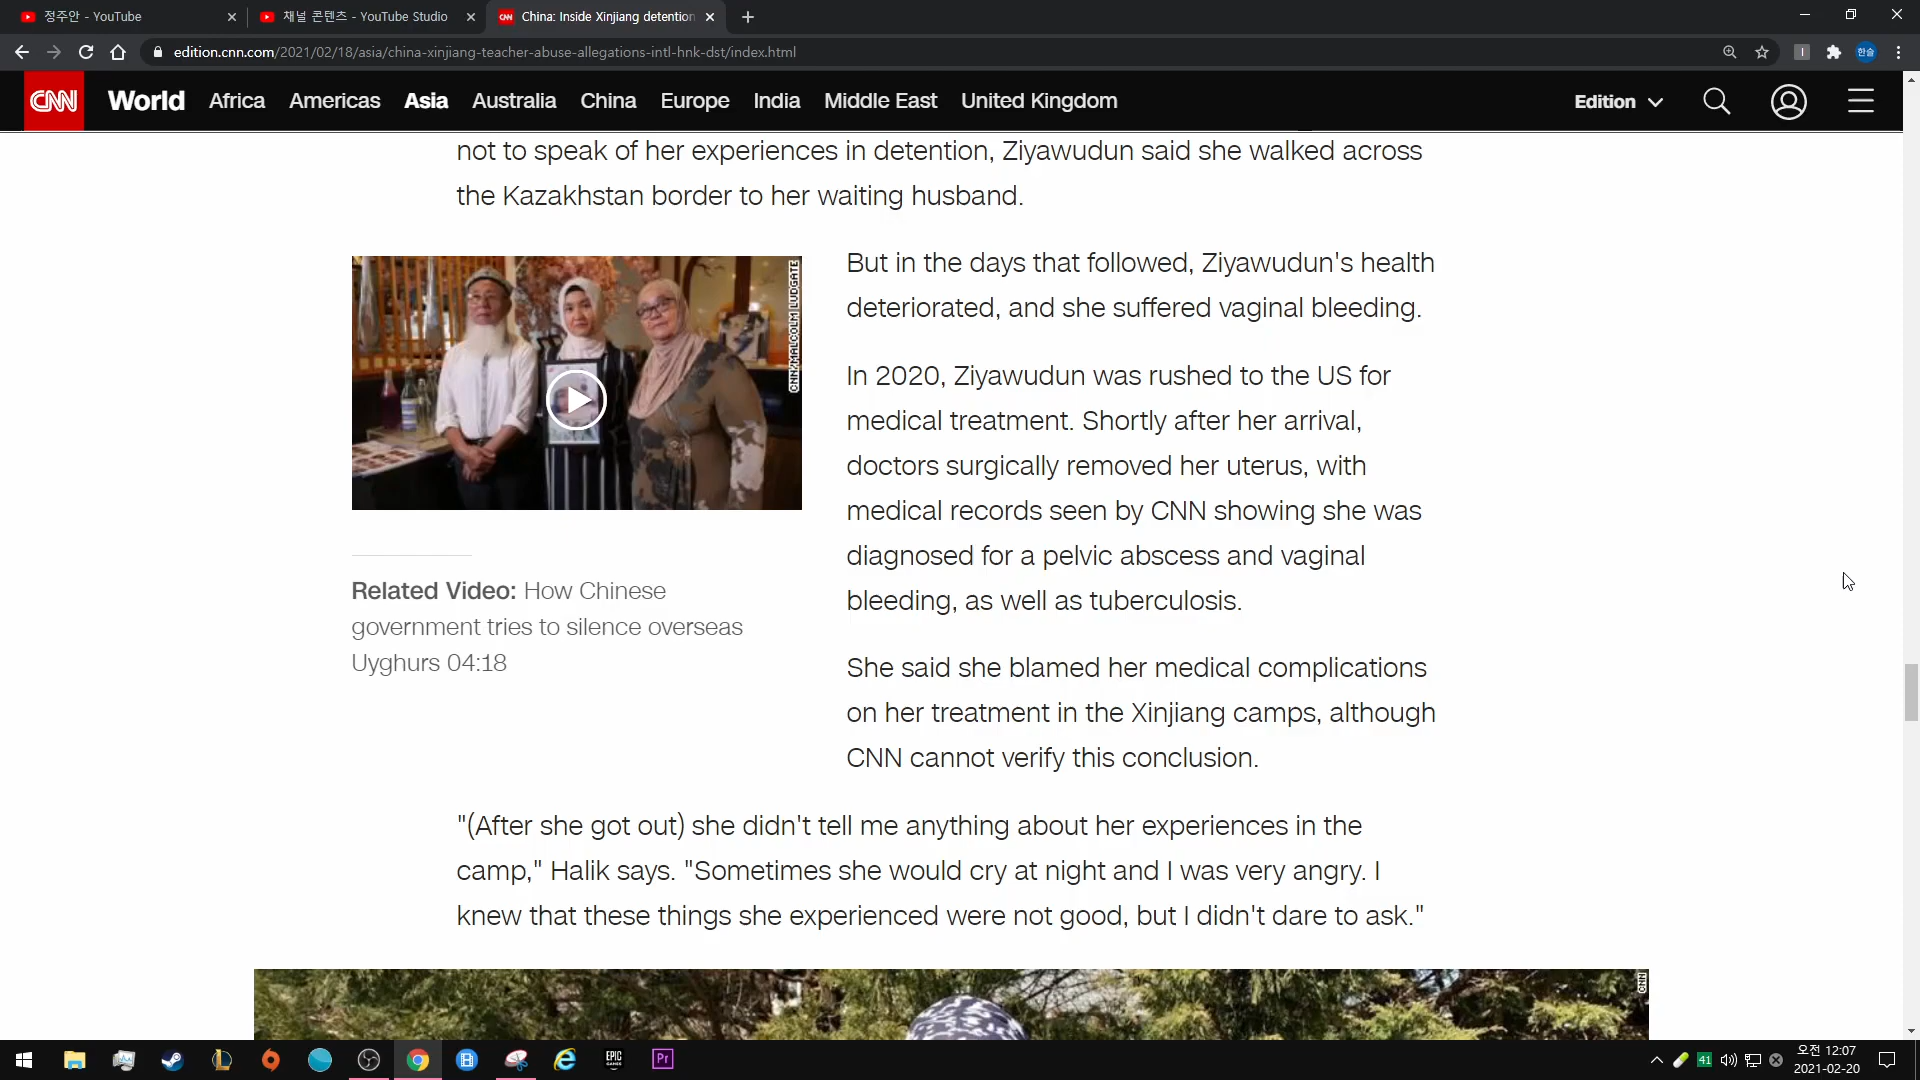 정주안 - YouTube
채널 콘텐츠 - YouTube Studio
China: Inside Xinjiang detention
edition.cnn.com/2021/02/18/asia/china-xinjiang-teacher-abuse-allegations-intl-hnk-dst/index.html
한슬
CNN World Africa Americas Asia Australia China Europe India Middle East United Kingdom Edition
not to speak of her experiences in detention, Ziyawudun said she walked across
the Kazakhstan border to her waiting husband.
CNN/MALCOLM LUDGATE
Related Video: How Chinese
government tries to silence overseas
Uyghurs 04:18
But in the days that followed, Ziyawudun's health
deteriorated, and she suffered vaginal bleeding.
In 2020, Ziyawudun was rushed to the US for
medical treatment. Shortly after her arrival,
doctors surgically removed her uterus, with
medical records seen by CNN showing she was
diagnosed for a pelvic abscess and vaginal
bleeding, as well as tuberculosis.
She said she blamed her medical complications
on her treatment in the Xinjiang camps, although
CNN cannot verify this conclusion.
"(After she got out) she didn't tell me anything about her experiences in the
camp," Halik says. "Sometimes she would cry at night and I was very angry. I
knew that these things she experienced were not good, but I didn't dare to ask."
CNN
EPIC
GAMES
Pr
41
오전 12:07
2021-02-20